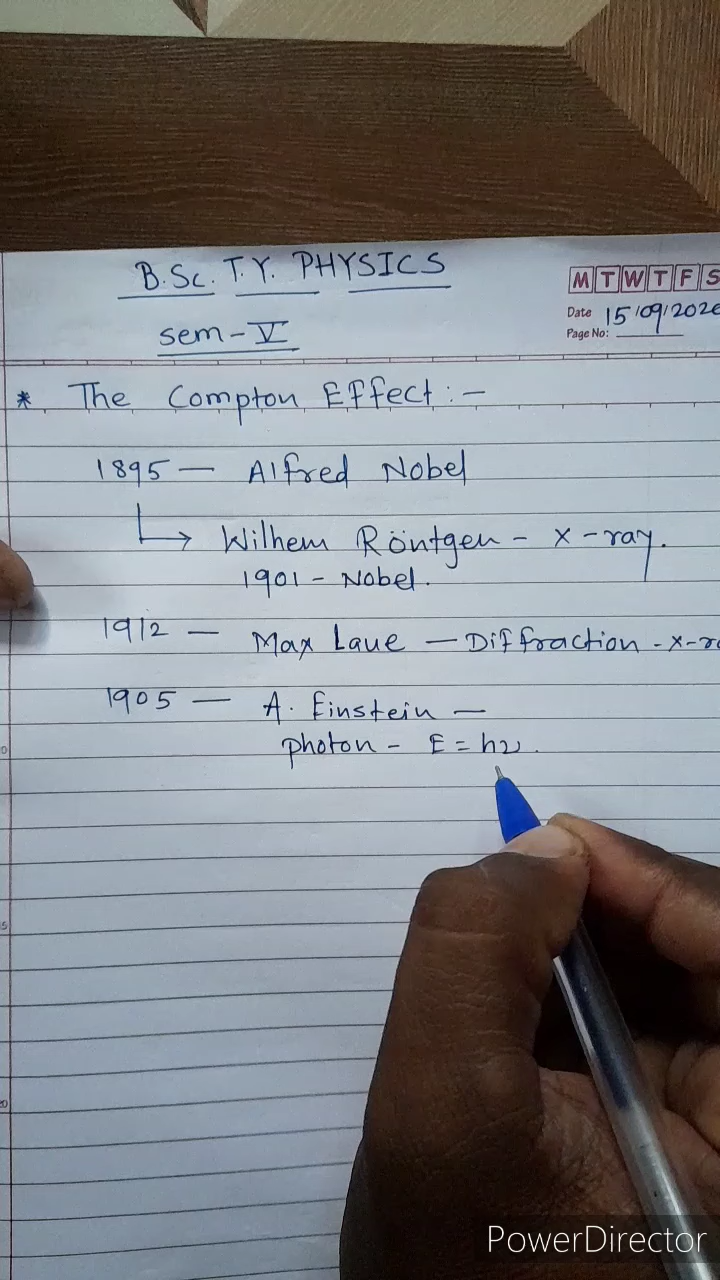 B.Sc. T.Y. PHYSICS
M T W T F S
Date 15/09/2020
sem - V
Page No:
* The Compton Effect :-
1895 — Alfred Nobel
Wilhem Röntgen - x-ray.
1901 - Nobel.
1912 — Max Laue — Diffraction - x-ra
1905 — A. Einstein —
photon - E = hν.
PowerDirector